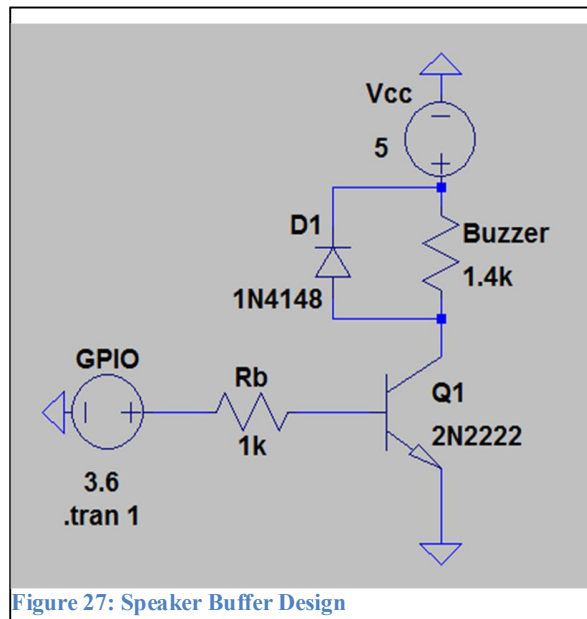 Vcc
5
D1
Buzzer
1N4148
1.4k
GPIO
Rb
Q1
1k
2N2222
3.6
.tran 1
Figure 27: Speaker Buffer Design